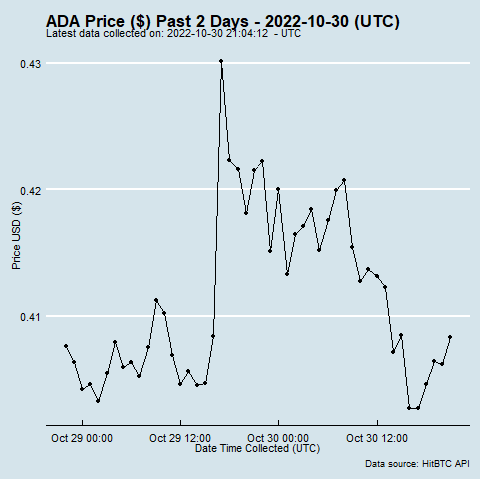 ADA Price ($) Past 2 Days - 2022-10-30 (UTC)
Latest data collected on: 2022-10-30 21:04:12 - UTC
0.43
0.42
0.41
Price USD ($)
Oct 29 00:00 Oct 29 12:00 Oct 30 00:00 Oct 30 12:00
Date Time Collected (UTC)
Data source: HitBTC API